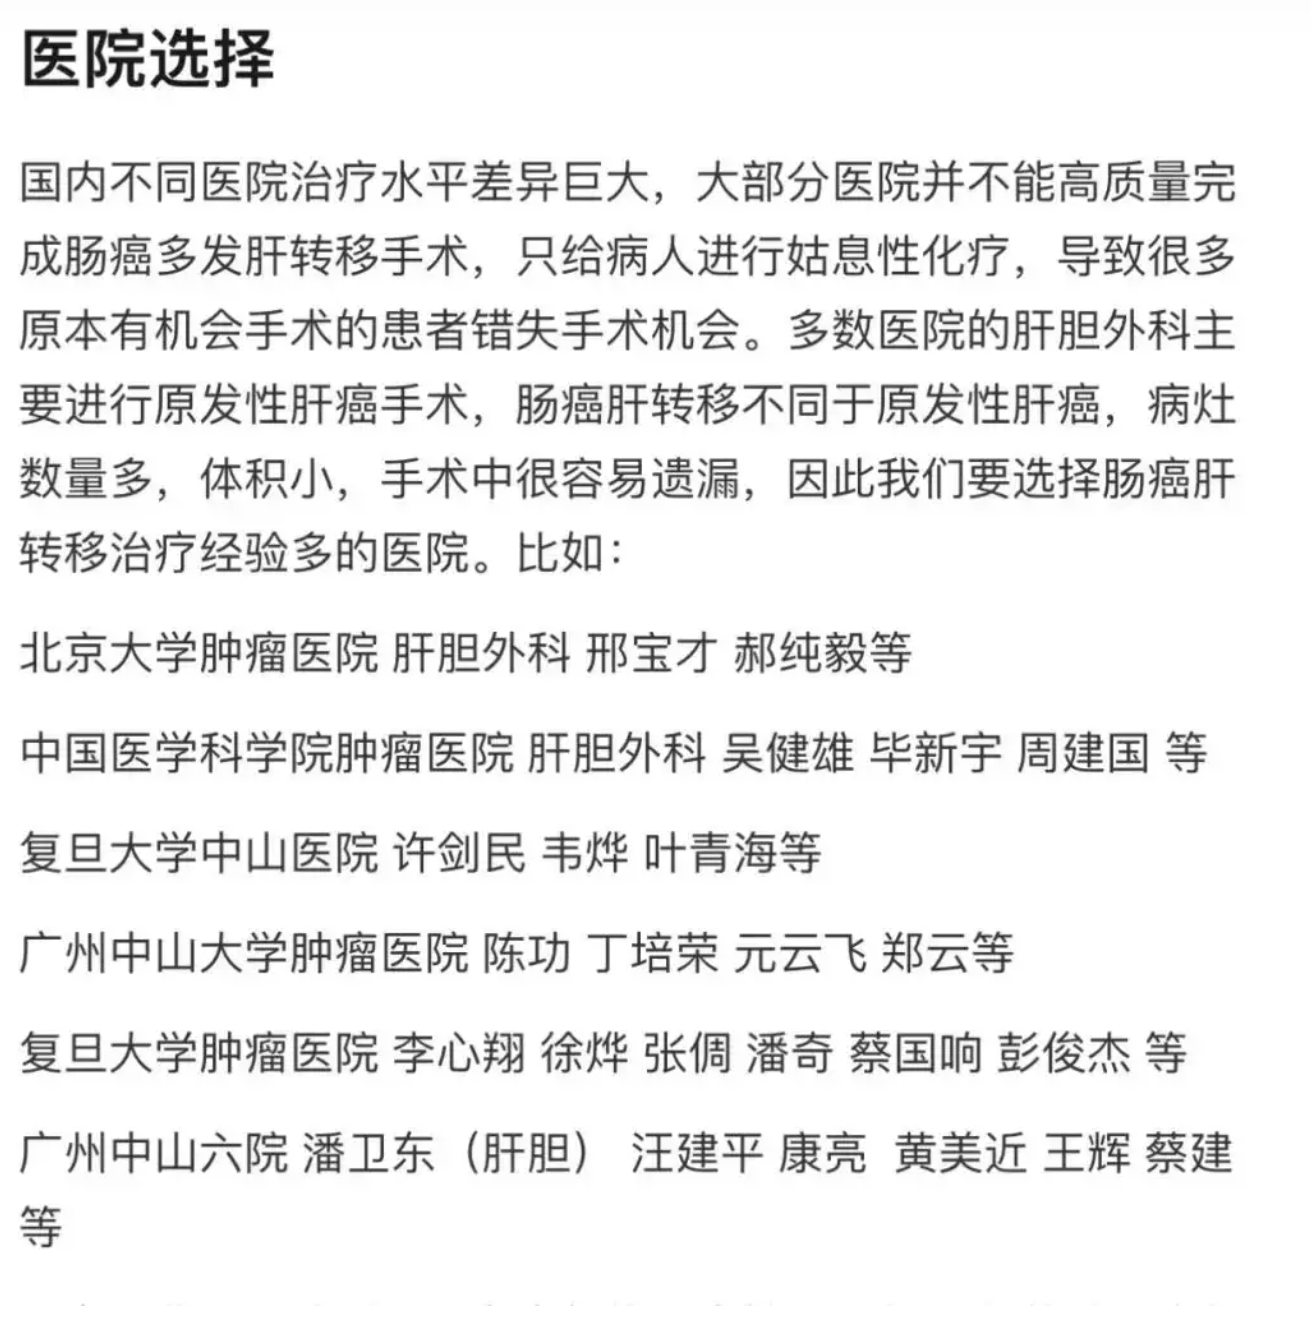 医院选择
国内不同医院治疗水平差异巨大，大部分医院并不能高质量完
成肠癌多发肝转移手术，只给病人进行姑息性化疗，导致很多
原本有机会手术的患者错失手术机会。多数医院的肝胆外科主
要进行原发性肝癌手术，肠癌肝转移不同于原发性肝癌，病灶
数量多，体积小，手术中很容易遗漏，因此我们要选择肠癌肝
转移治疗经验多的医院。比如：
北京大学肿瘤医院 肝胆外科 邢宝才 郝纯毅等
中国医学科学院肿瘤医院 肝胆外科 吴健雄 毕新宇 周建国 等
复旦大学中山医院 许剑民 韦烨 叶青海等
广州中山大学肿瘤医院 陈功 丁培荣 元云飞 郑云等
复旦大学肿瘤医院 李心翔 徐烨 张倜 潘奇 蔡国响 彭俊杰 等
广州中山六院 潘卫东（肝胆） 汪建平 康亮 黄美近 王辉 蔡建
等